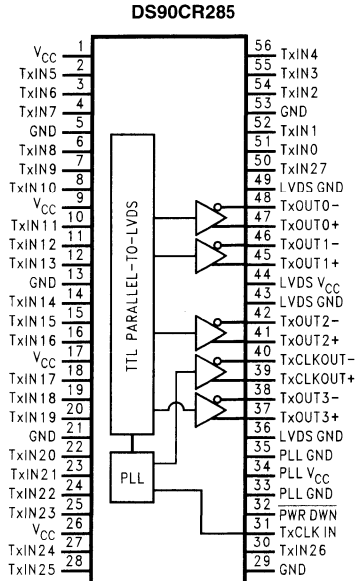 DS90CR285
VCC 1 56 TxIN4
TxIN5 2 55 TxIN3
TxIN6 3 54 TxIN2
TxIN7 4 53 GND
GND 5 52 TxIN1
TxIN8 6 51 TxIN0
TxIN9 7 50 TxIN27
TxIN10 8 49 LVDS GND
VCC 9 48 TxOUT0-
TxIN11 10 47 TxOUT0+
TxIN12 11 46 TxOUT1-
TxIN13 12 45 TxOUT1+
GND 13 44 LVDS VCC
TxIN14 14 43 LVDS GND
TxIN15 15 42 TxOUT2-
TxIN16 16 41 TxOUT2+
VCC 17 40 TxCLKOUT-
TxIN17 18 39 TxCLKOUT+
TxIN18 19 38 TxOUT3-
TxIN19 20 37 TxOUT3+
GND 21 36 LVDS GND
TxIN20 22 35 PLL GND
TxIN21 23 34 PLL VCC
TxIN22 24 33 PLL GND
TxIN23 25 32 PWR DWN
VCC 26 31 TxCLK IN
TxIN24 27 30 TxIN26
TxIN25 28 29 GND
TTL PARALLEL-TO-LVDS
PLL